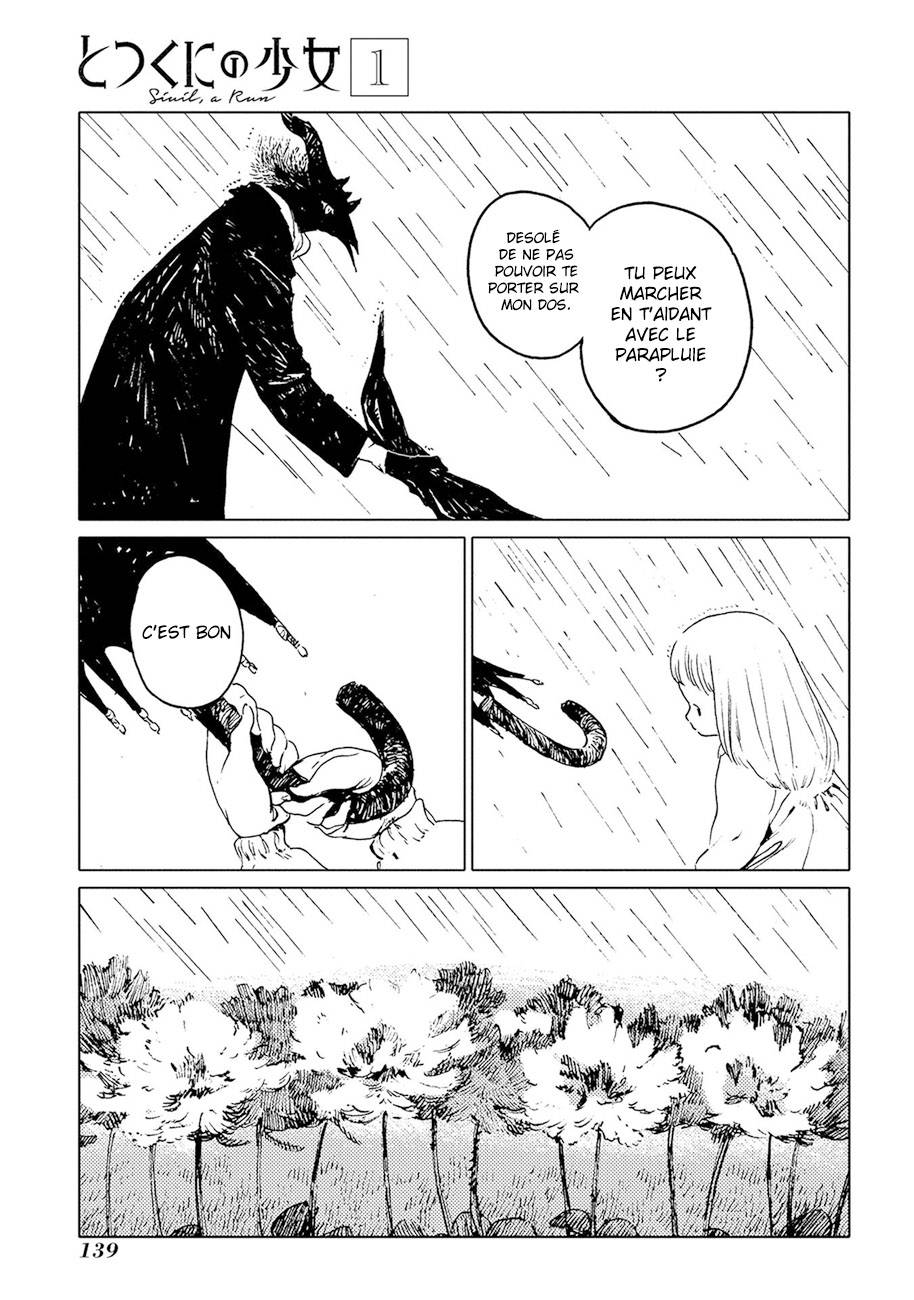 とつくにの少女 1
Siúil, a Run
TU PEUX
MARCHER
EN T'AIDANT
AVEC LE
PARAPLUIE
?
DESOLÉ
DE NE PAS
POUVOIR TE
PORTER SUR
MON DOS.
C'EST BON
139